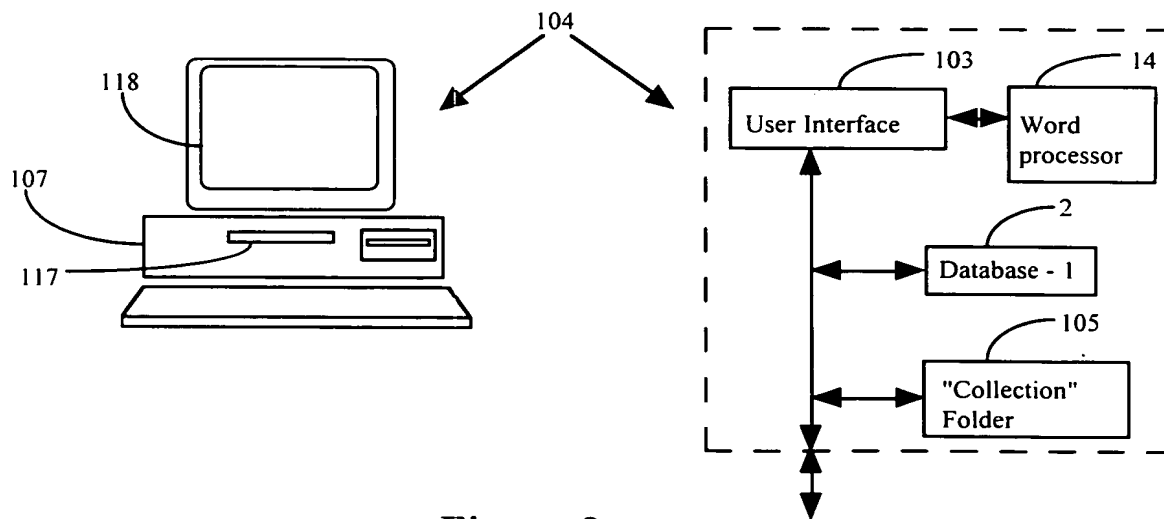 104
118
107
117
103
14
User Interface
Word
processor
2
Database - 1
105
"Collection"
Folder